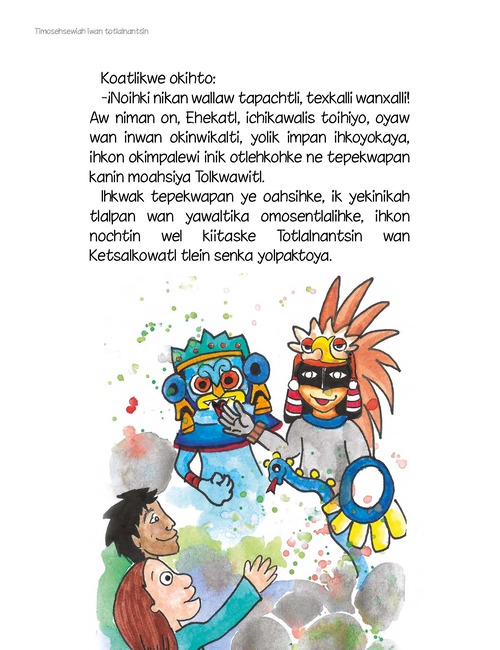 Timosehsewiah iwan totlalnantsin
Koatlikwe okihto:
-¡Noihki nikan wallaw tapachtli, texkalli wanxalli!
Aw niman on, Ehekatl, ichikawalis toihiyo, oyaw
wan inwan okinwikalti, yolik impan ihkoyokaya,
ihkon okimpalewi inik otlehkohke ne tepekwapan
kanin moahsiya Tolkwawitl.
Ihkwak tepekwapan ye oahsihke, ik yekinikah
tlalpan wan yawaltika omosentlalihke, ihkon
nochtin wel kiitaske Totlalnantsin wan
Ketsalkowatl tlein senka yolpaktoya.